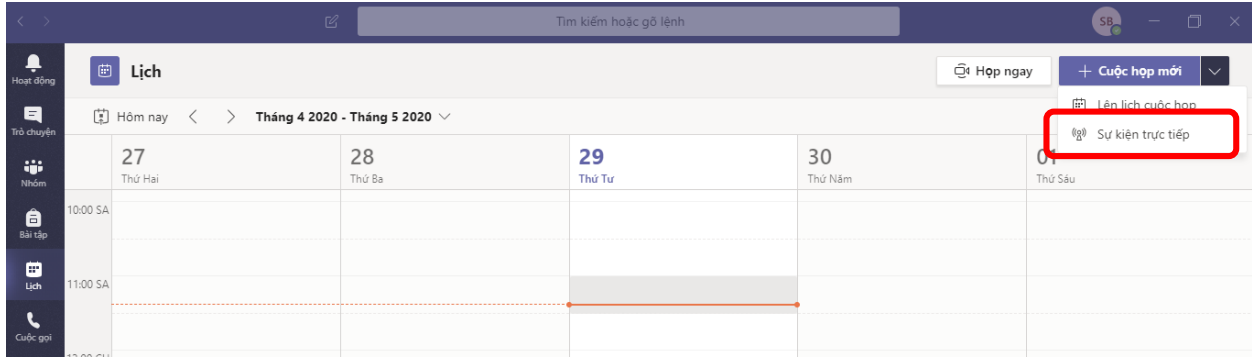 Tìm kiếm hoặc gõ lệnh
SB
Hoạt động
Trò chuyện
Nhóm
Bài tập
Lịch
Cuộc gọi
Lịch
Họp ngay
Cuộc họp mới
Lên lịch cuộc họp
Sự kiện trực tiếp
Hôm nay
Tháng 4 2020 - Tháng 5 2020
27
Thứ Hai
28
Thứ Ba
29
Thứ Tư
30
Thứ Năm
01
Thứ Sáu
10:00 SA
11:00 SA
12:00 CH